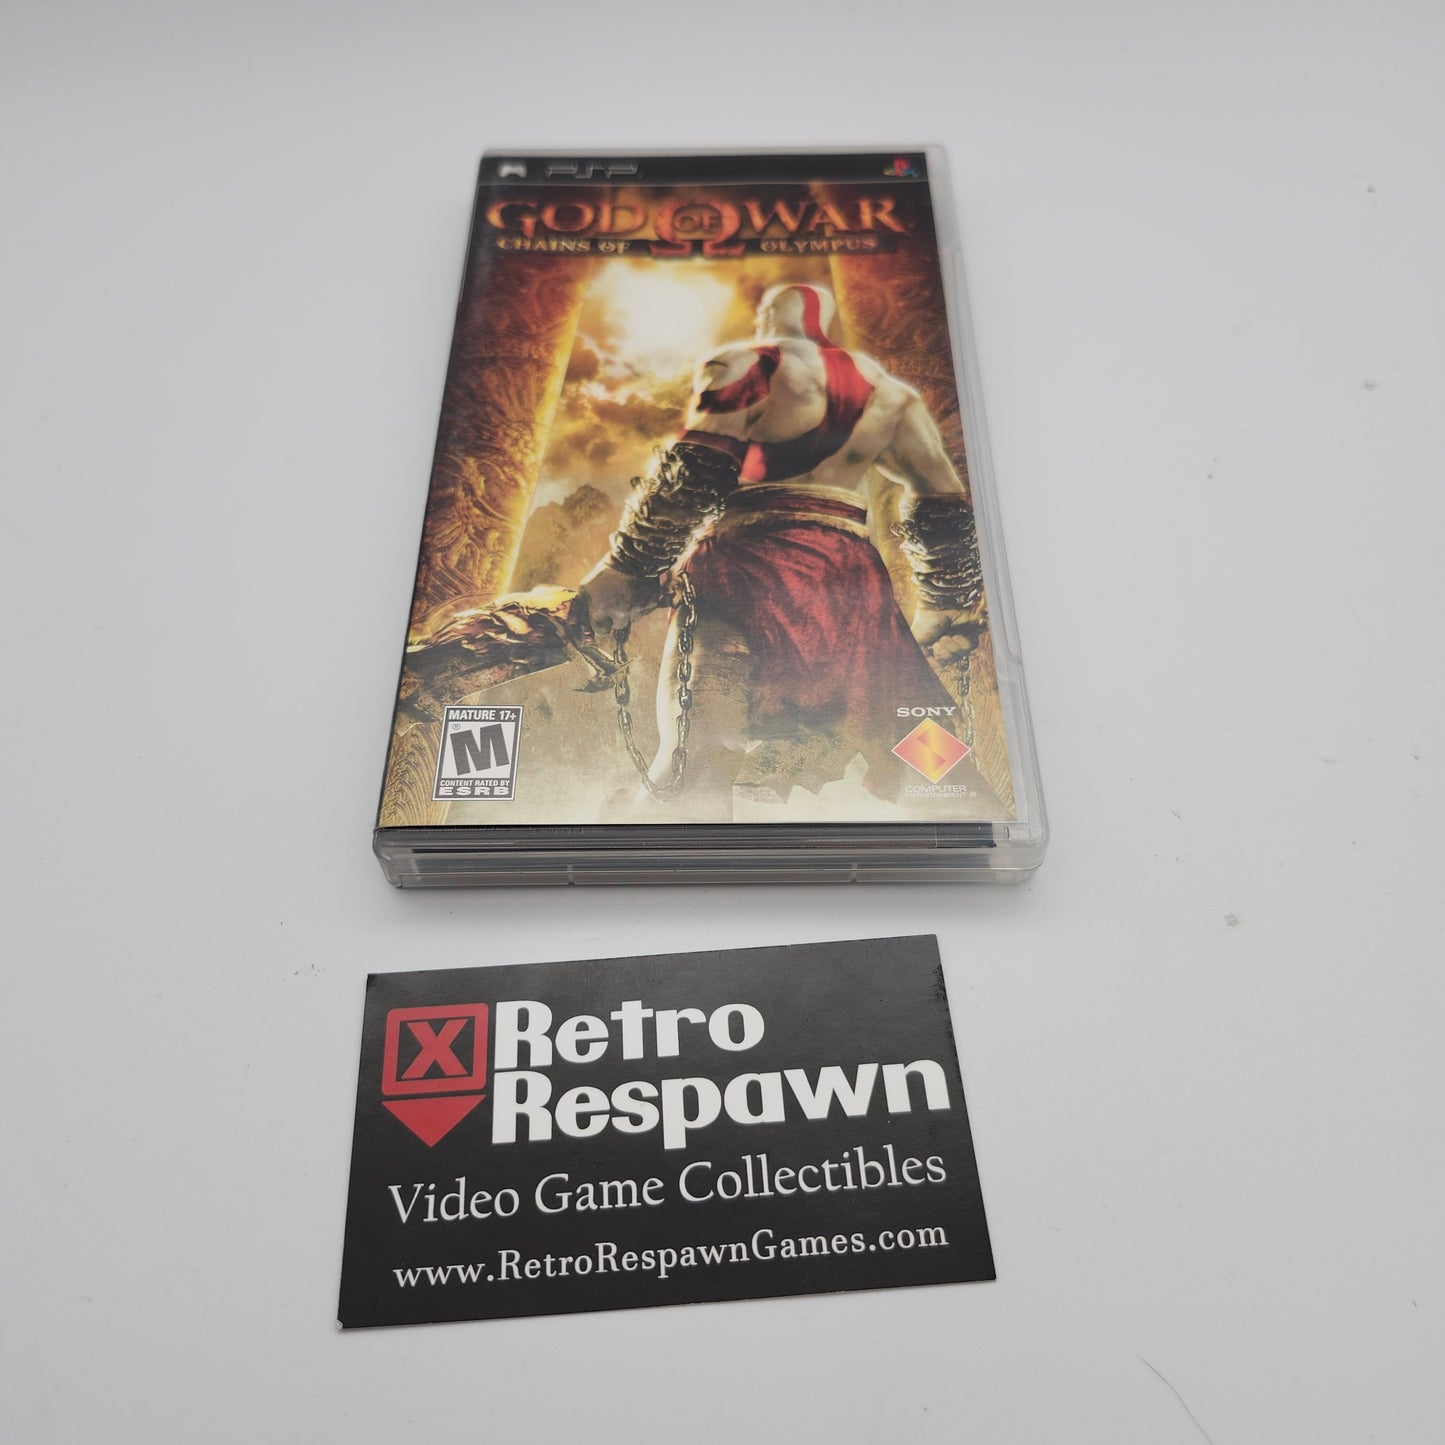 PSP
GOD OF WAR
CHAINS OF OLYMPUS
MATURE 17+
M
®
CONTENT RATED BY
ESRB
SONY
COMPUTER
ENTERTAINMENT ®
X
Retro
Respawn
Video Game Collectibles
www.RetroRespawnGames.com